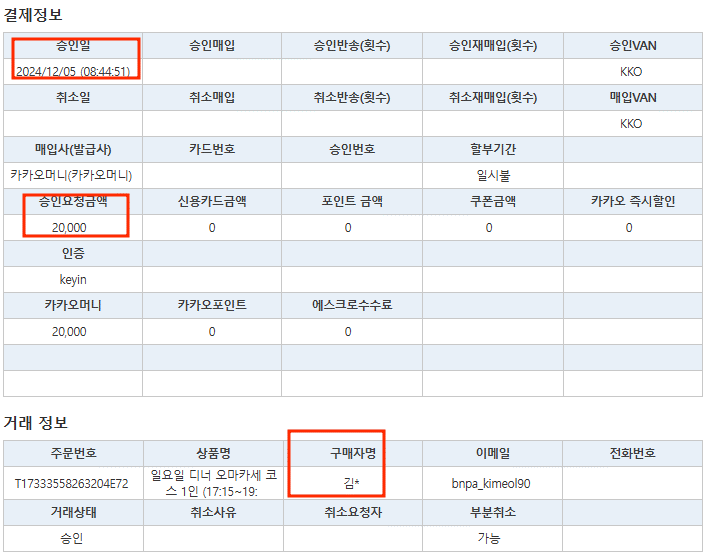 결제정보
승인일 승인매입 승인반송(횟수) 승인재매입(횟수) 승인VAN
2024/12/05 (08:44:51) KKO
취소일 취소매입 취소반송(횟수) 취소재매입(횟수) 매입VAN
KKO
매입사(발급사) 카드번호 승인번호 할부기간
카카오머니(카카오머니) 일시불
승인요청금액 신용카드금액 포인트 금액 쿠폰금액 카카오 즉시할인
20,000 0 0 0 0
인증
keyin
카카오머니 카카오포인트 에스크로수수료
20,000 0 0
거래 정보
주문번호 상품명 구매자명 이메일 전화번호
T17333558263204E72 일요일 디너 오마카세 코 김* bnpa_kimeol90
스 1인 (17:15~19:
거래상태 취소사유 취소요청자 부분취소
승인 가능